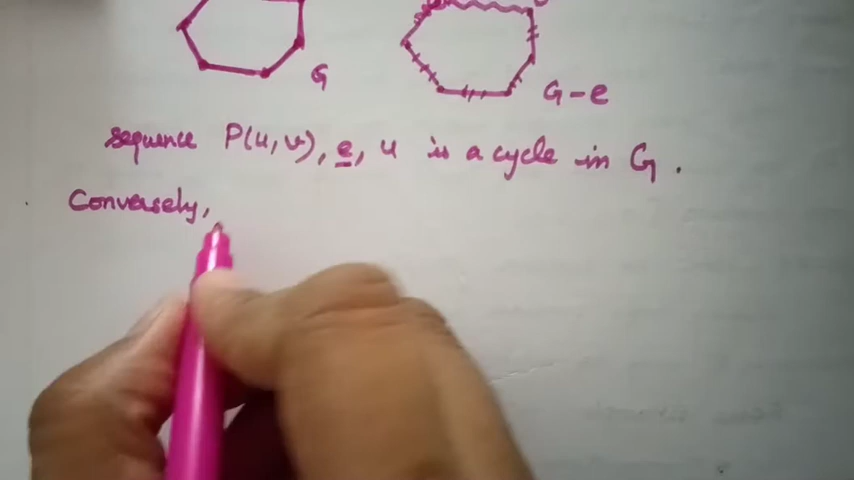 G
G-e
sequence P(u,v), e, u is a cycle in G.
Conversely,